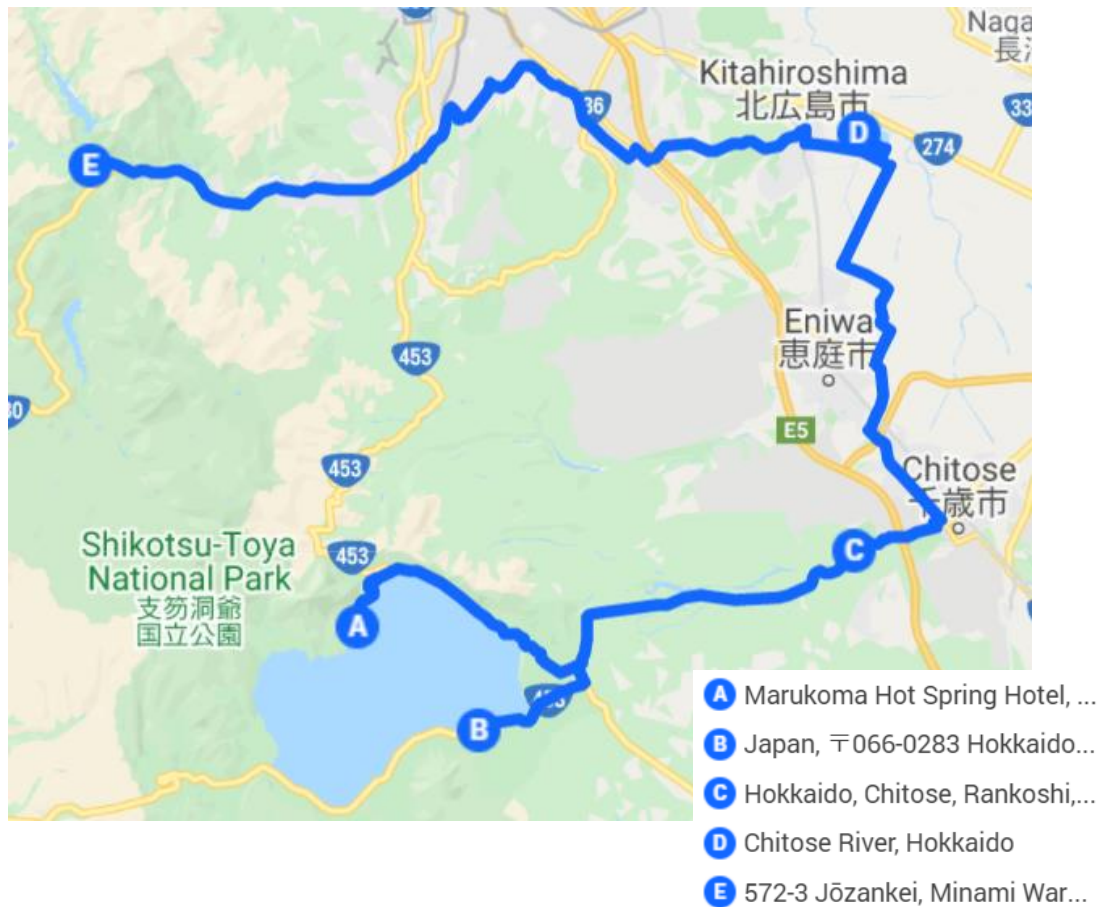 Naga
長
Kitahiroshima
北広島市
36
33
D
274
E
Eniwa
恵庭市
453
30
E5
453
Chitose
千歳市
Shikotsu-Toya
National Park
支笏洞爺
国立公園
453
C
A
453
B
A Marukoma Hot Spring Hotel, ...
B Japan, 〒066-0283 Hokkaido...
C Hokkaido, Chitose, Rankoshi,...
D Chitose River, Hokkaido
E 572-3 Jōzankei, Minami War...